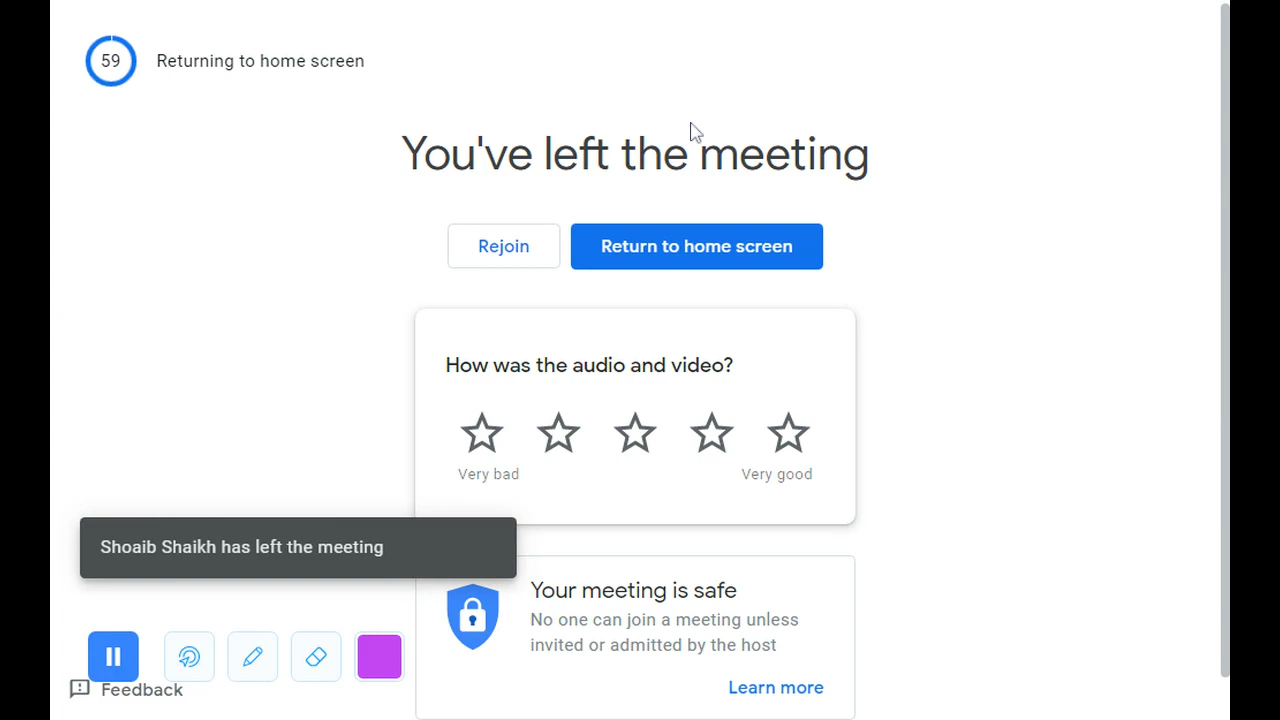 59 Returning to home screen
You've left the meeting
Rejoin Return to home screen
How was the audio and video?
Very bad Very good
Shoaib Shaikh has left the meeting
Your meeting is safe
No one can join a meeting unless
invited or admitted by the host
Learn more
Feedback